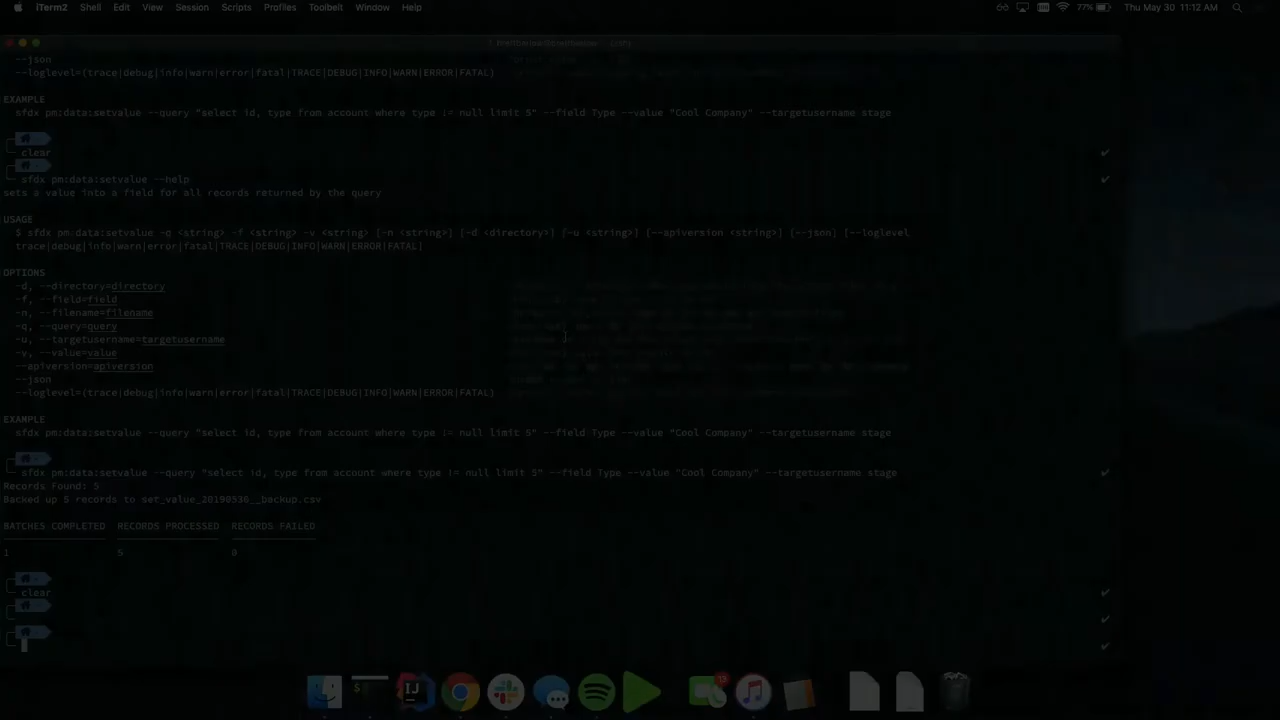 iTerm2 Shell Edit View Session Scripts Profiles Toolbelt Window Help 77% Thu May 30 11:12 AM
--json
--loglevel=(trace|debug|info|warn|error|fatal|TRACE|DEBUG|INFO|WARN|ERROR|FATAL)
EXAMPLE
sfdx pm:data:setvalue --query "select id, type from account where type != null limit 5" --field Type --value "Cool Company" --targetusername stage
clear
sfdx pm:data:setvalue --help
sets a value into a field for all records returned by the query
USAGE
$ sfdx pm:data:setvalue -q <string> -f <string> -v <string> [-n <string>] [-d <directory>] [-u <string>] [--apiversion <string>] [--json] [--loglevel
trace|debug|info|warn|error|fatal|TRACE|DEBUG|INFO|WARN|ERROR|FATAL]
OPTIONS
-d, --directory=directory
-f, --field=field
-n, --filename=filename
-q, --query=query
-u, --targetusername=targetusername
-v, --value=value
--apiversion=apiversion
--json
--loglevel=(trace|debug|info|warn|error|fatal|TRACE|DEBUG|INFO|WARN|ERROR|FATAL)
EXAMPLE
sfdx pm:data:setvalue --query "select id, type from account where type != null limit 5" --field Type --value "Cool Company" --targetusername stage
sfdx pm:data:setvalue --query "select id, type from account where type != null limit 5" --field Type --value "Cool Company" --targetusername stage
Records Found: 5
Backed up 5 records to set_value_20190536__backup.csv
BATCHES COMPLETED RECORDS PROCESSED RECORDS FAILED
1 5 0
clear
13